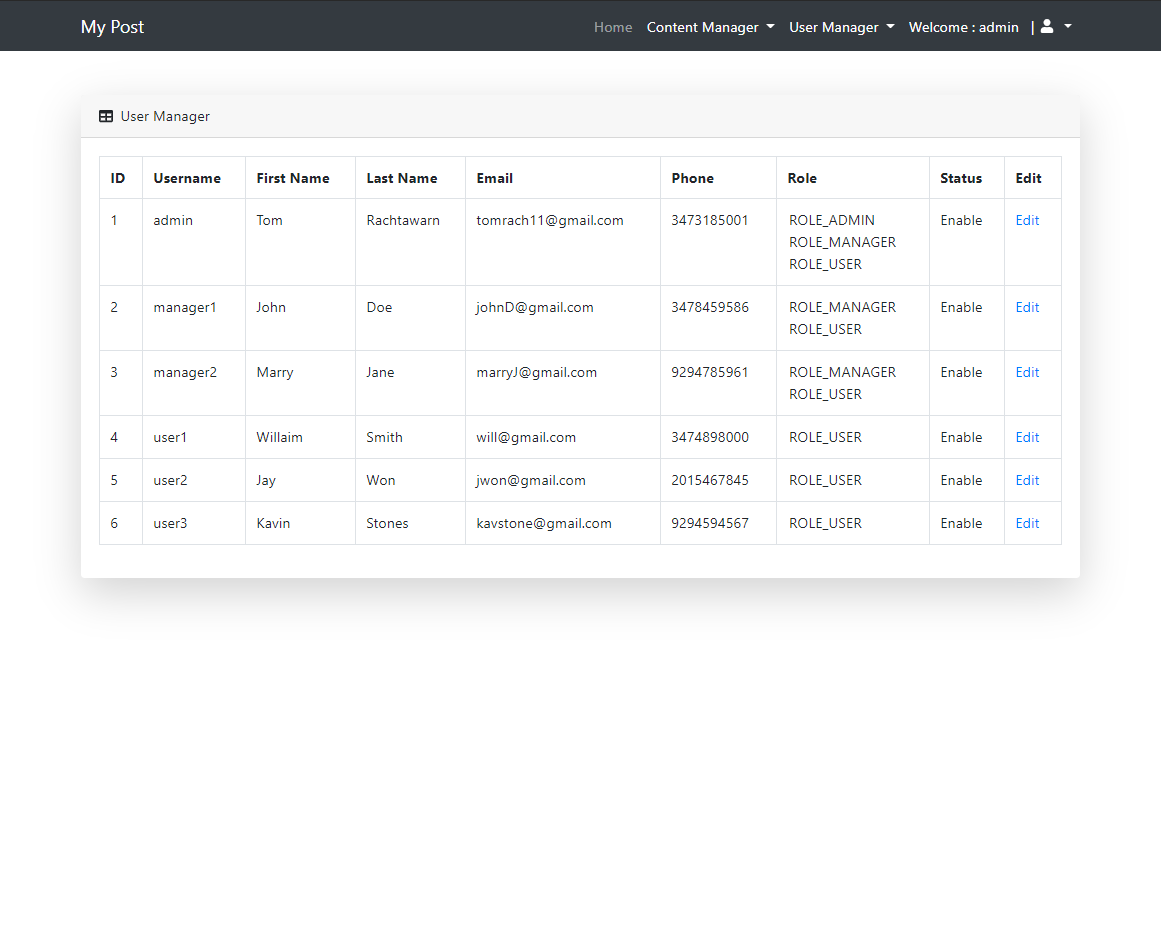 My Post Home Content Manager User Manager Welcome : admin |
User Manager
ID Username First Name Last Name Email Phone Role Status Edit
1 admin Tom Rachtawarn tomrach11@gmail.com 3473185001 ROLE_ADMIN Enable Edit
ROLE_MANAGER
ROLE_USER
2 manager1 John Doe johnD@gmail.com 3478459586 ROLE_MANAGER Enable Edit
ROLE_USER
3 manager2 Marry Jane marryJ@gmail.com 9294785961 ROLE_MANAGER Enable Edit
ROLE_USER
4 user1 Willaim Smith will@gmail.com 3474898000 ROLE_USER Enable Edit
5 user2 Jay Won jwon@gmail.com 2015467845 ROLE_USER Enable Edit
6 user3 Kavin Stones kavstone@gmail.com 9294594567 ROLE_USER Enable Edit